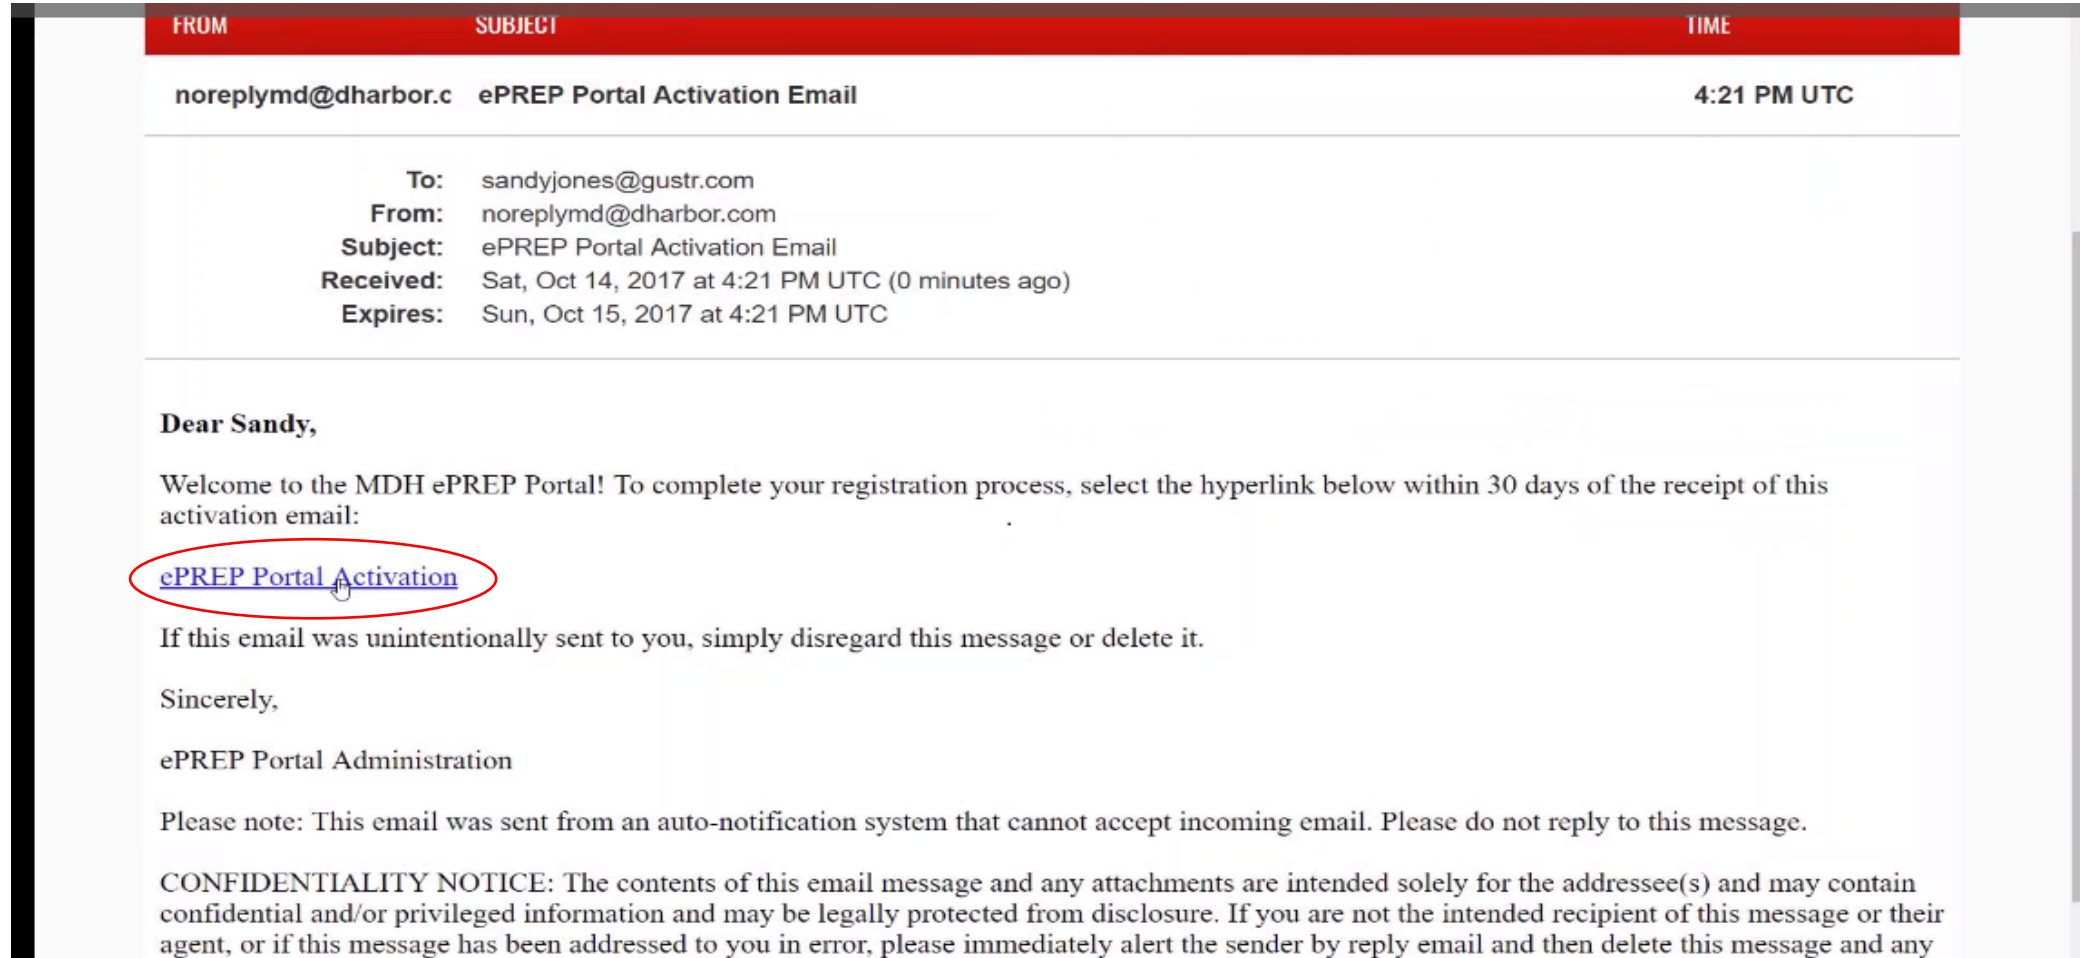 FROM SUBJECT TIME
noreplymd@dharbor.c ePREP Portal Activation Email 4:21 PM UTC
To: sandyjones@gustr.com
From: noreplymd@dharbor.com
Subject: ePREP Portal Activation Email
Received: Sat, Oct 14, 2017 at 4:21 PM UTC (0 minutes ago)
Expires: Sun, Oct 15, 2017 at 4:21 PM UTC
Dear Sandy,
Welcome to the MDH ePREP Portal! To complete your registration process, select the hyperlink below within 30 days of the receipt of this
activation email:
ePREP Portal Activation
If this email was unintentionally sent to you, simply disregard this message or delete it.
Sincerely,
ePREP Portal Administration
Please note: This email was sent from an auto-notification system that cannot accept incoming email. Please do not reply to this message.
CONFIDENTIALITY NOTICE: The contents of this email message and any attachments are intended solely for the addressee(s) and may contain
confidential and/or privileged information and may be legally protected from disclosure. If you are not the intended recipient of this message or their
agent, or if this message has been addressed to you in error, please immediately alert the sender by reply email and then delete this message and any